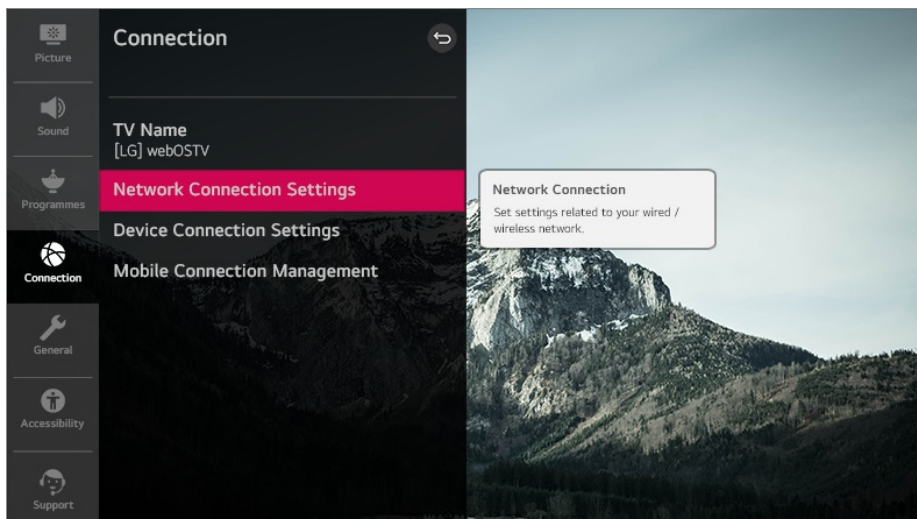 Picture
Sound
Programmes
Connection
General
Accessibility
Support
Connection
TV Name
[LG] webOSTV
Network Connection Settings
Device Connection Settings
Mobile Connection Management
Network Connection
Set settings related to your wired /
wireless network.